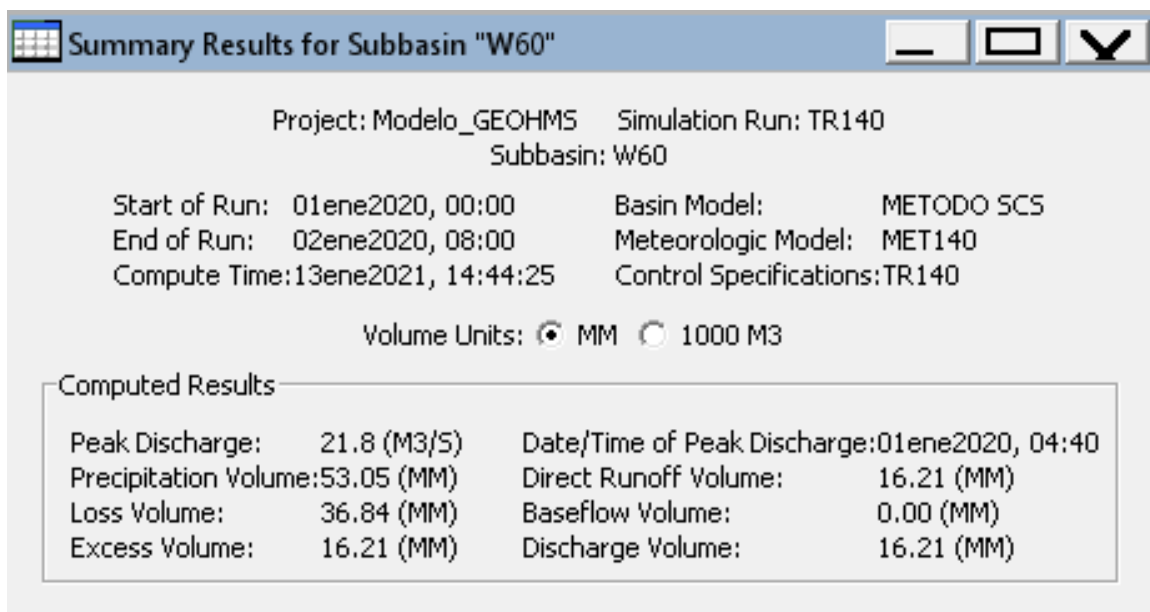 Summary Results for Subbasin "W60"
Project: Modelo_GEOHMS Simulation Run: TR140
Subbasin: W60
Start of Run: 01ene2020, 00:00 Basin Model: METODO SCS
End of Run: 02ene2020, 08:00 Meteorologic Model: MET140
Compute Time:13ene2021, 14:44:25 Control Specifications:TR140
Volume Units: MM 1000 M3
Computed Results
Peak Discharge: 21.8 (M3/S) Date/Time of Peak Discharge:01ene2020, 04:40
Precipitation Volume:53.05 (MM) Direct Runoff Volume: 16.21 (MM)
Loss Volume: 36.84 (MM) Baseflow Volume: 0.00 (MM)
Excess Volume: 16.21 (MM) Discharge Volume: 16.21 (MM)